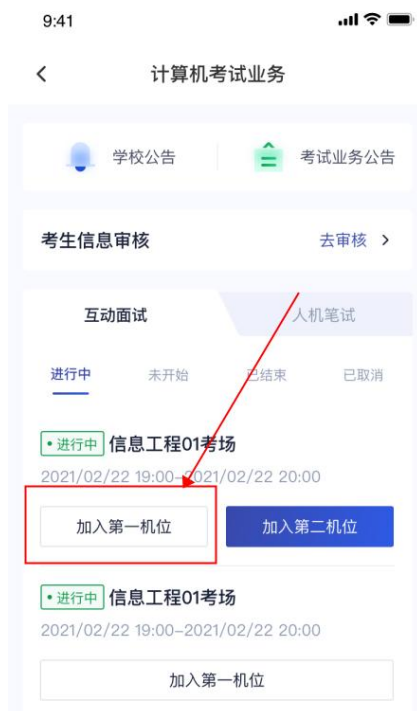 9:41
计算机考试业务
学校公告 考试业务公告
考生信息审核 去审核
互动面试 人机笔试
进行中 未开始 已结束 已取消
•进行中 信息工程01考场
2021/02/22 19:00-2021/02/22 20:00
加入第一机位 加入第二机位
•进行中 信息工程01考场
2021/02/22 19:00-2021/02/22 20:00
加入第一机位